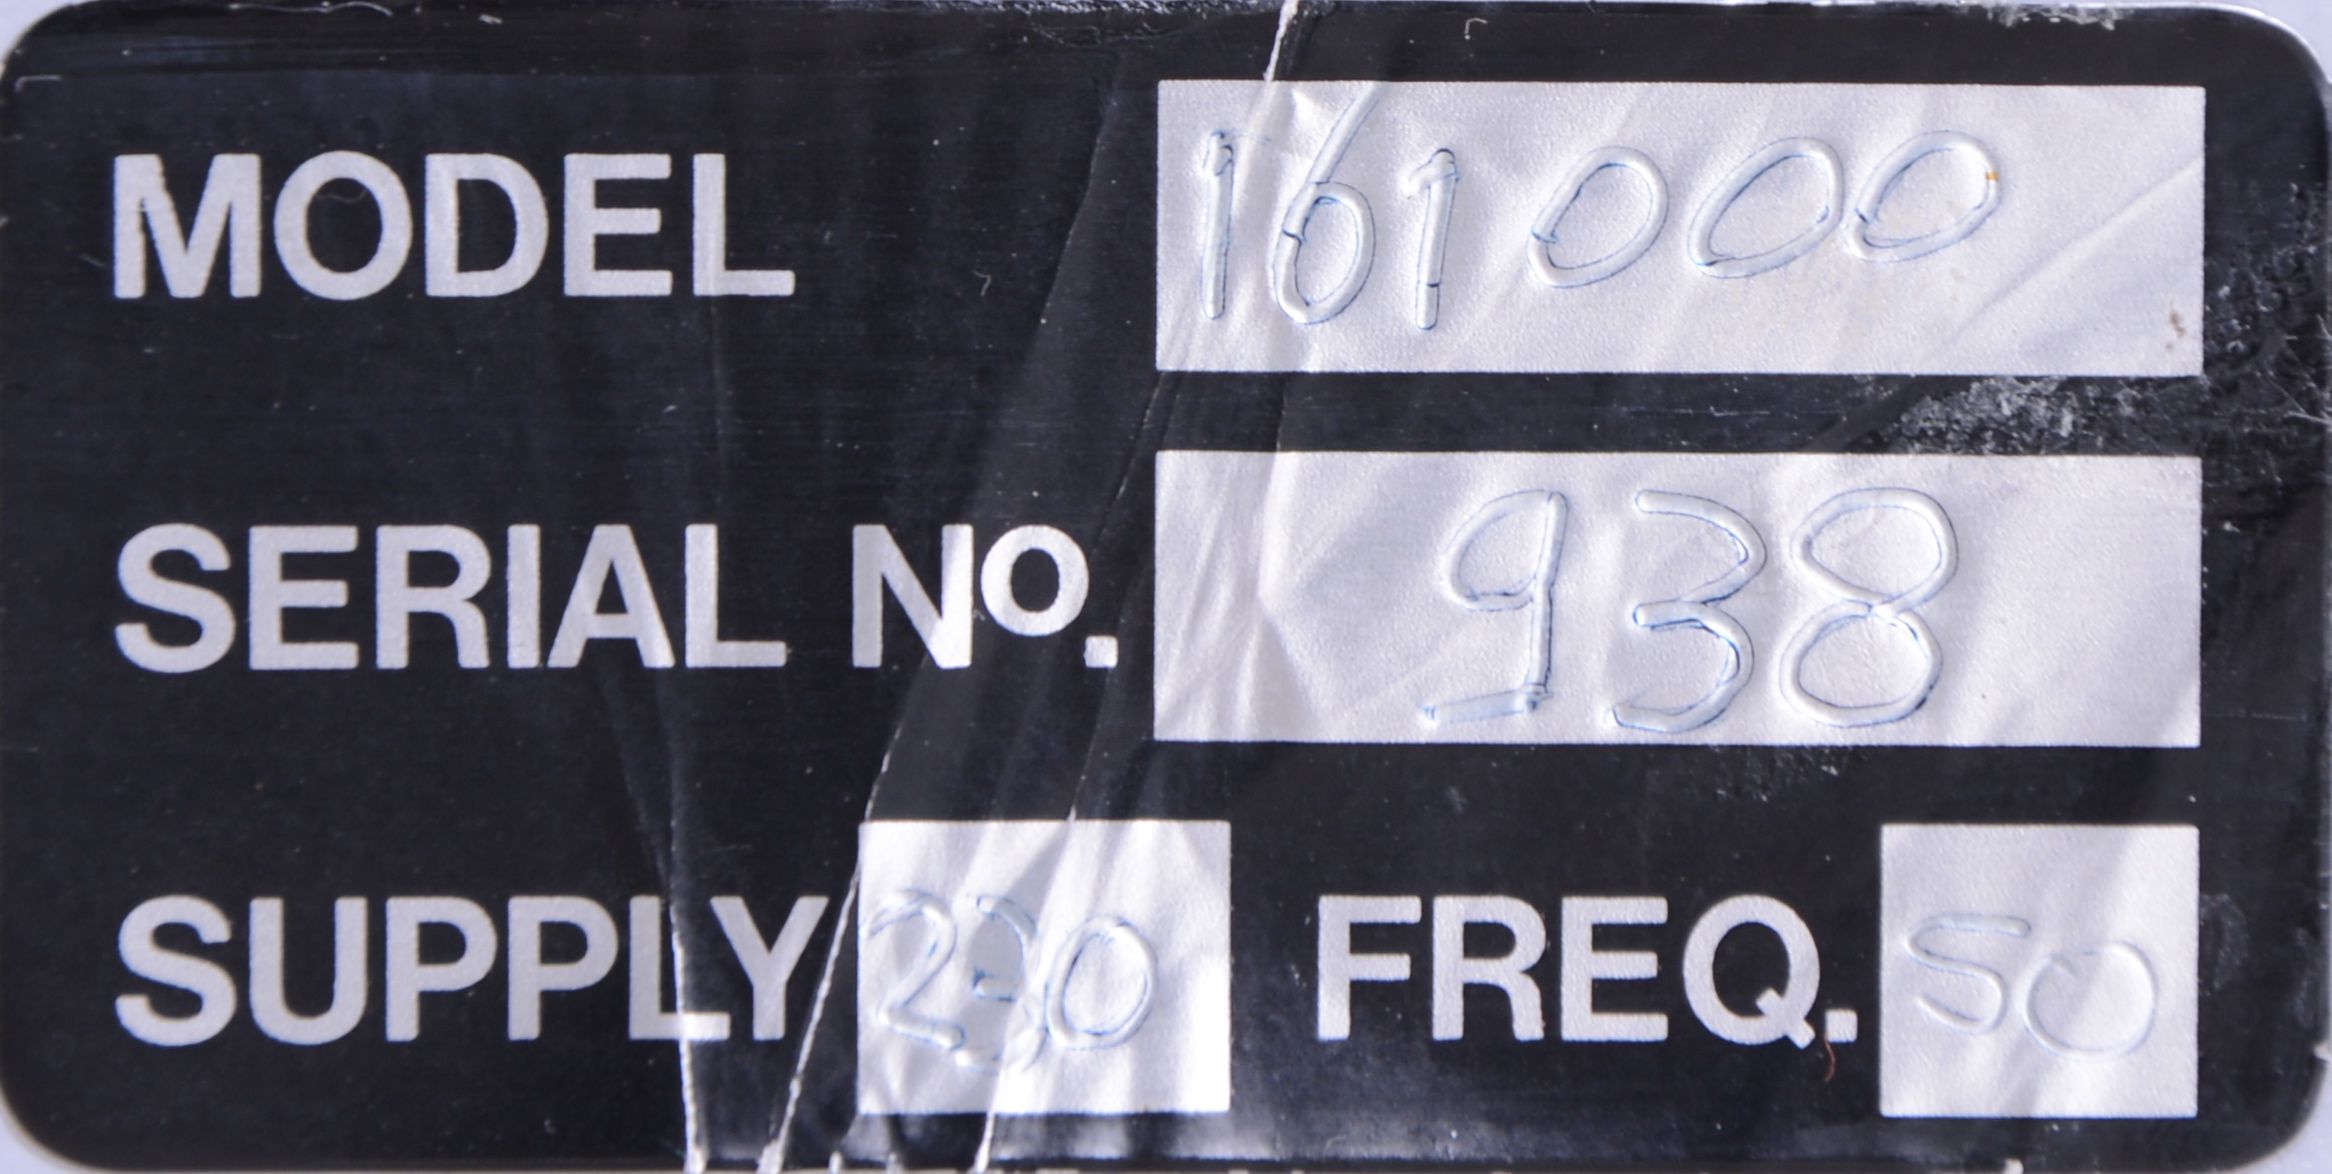 MODEL 161000
SERIAL No. 938
SUPPLY 230 FREQ. 50